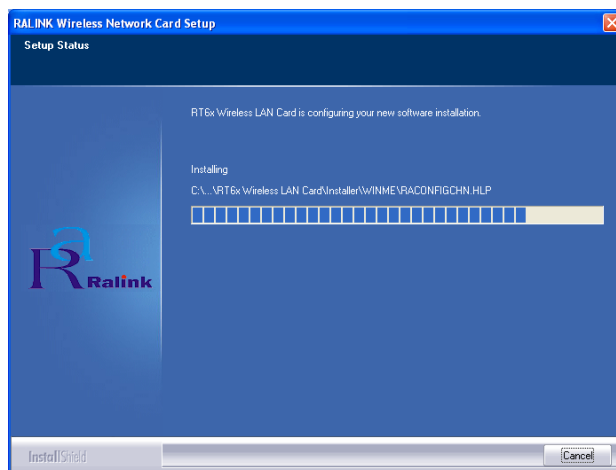 RALINK Wireless Network Card Setup
Setup Status
RT6x Wireless LAN Card is configuring your new software installation.
Installing
C:\...\RT6x Wireless LAN Card\Installer\WINME\RACONFIGCHN.HLP
Ralink
InstallShield
Cancel